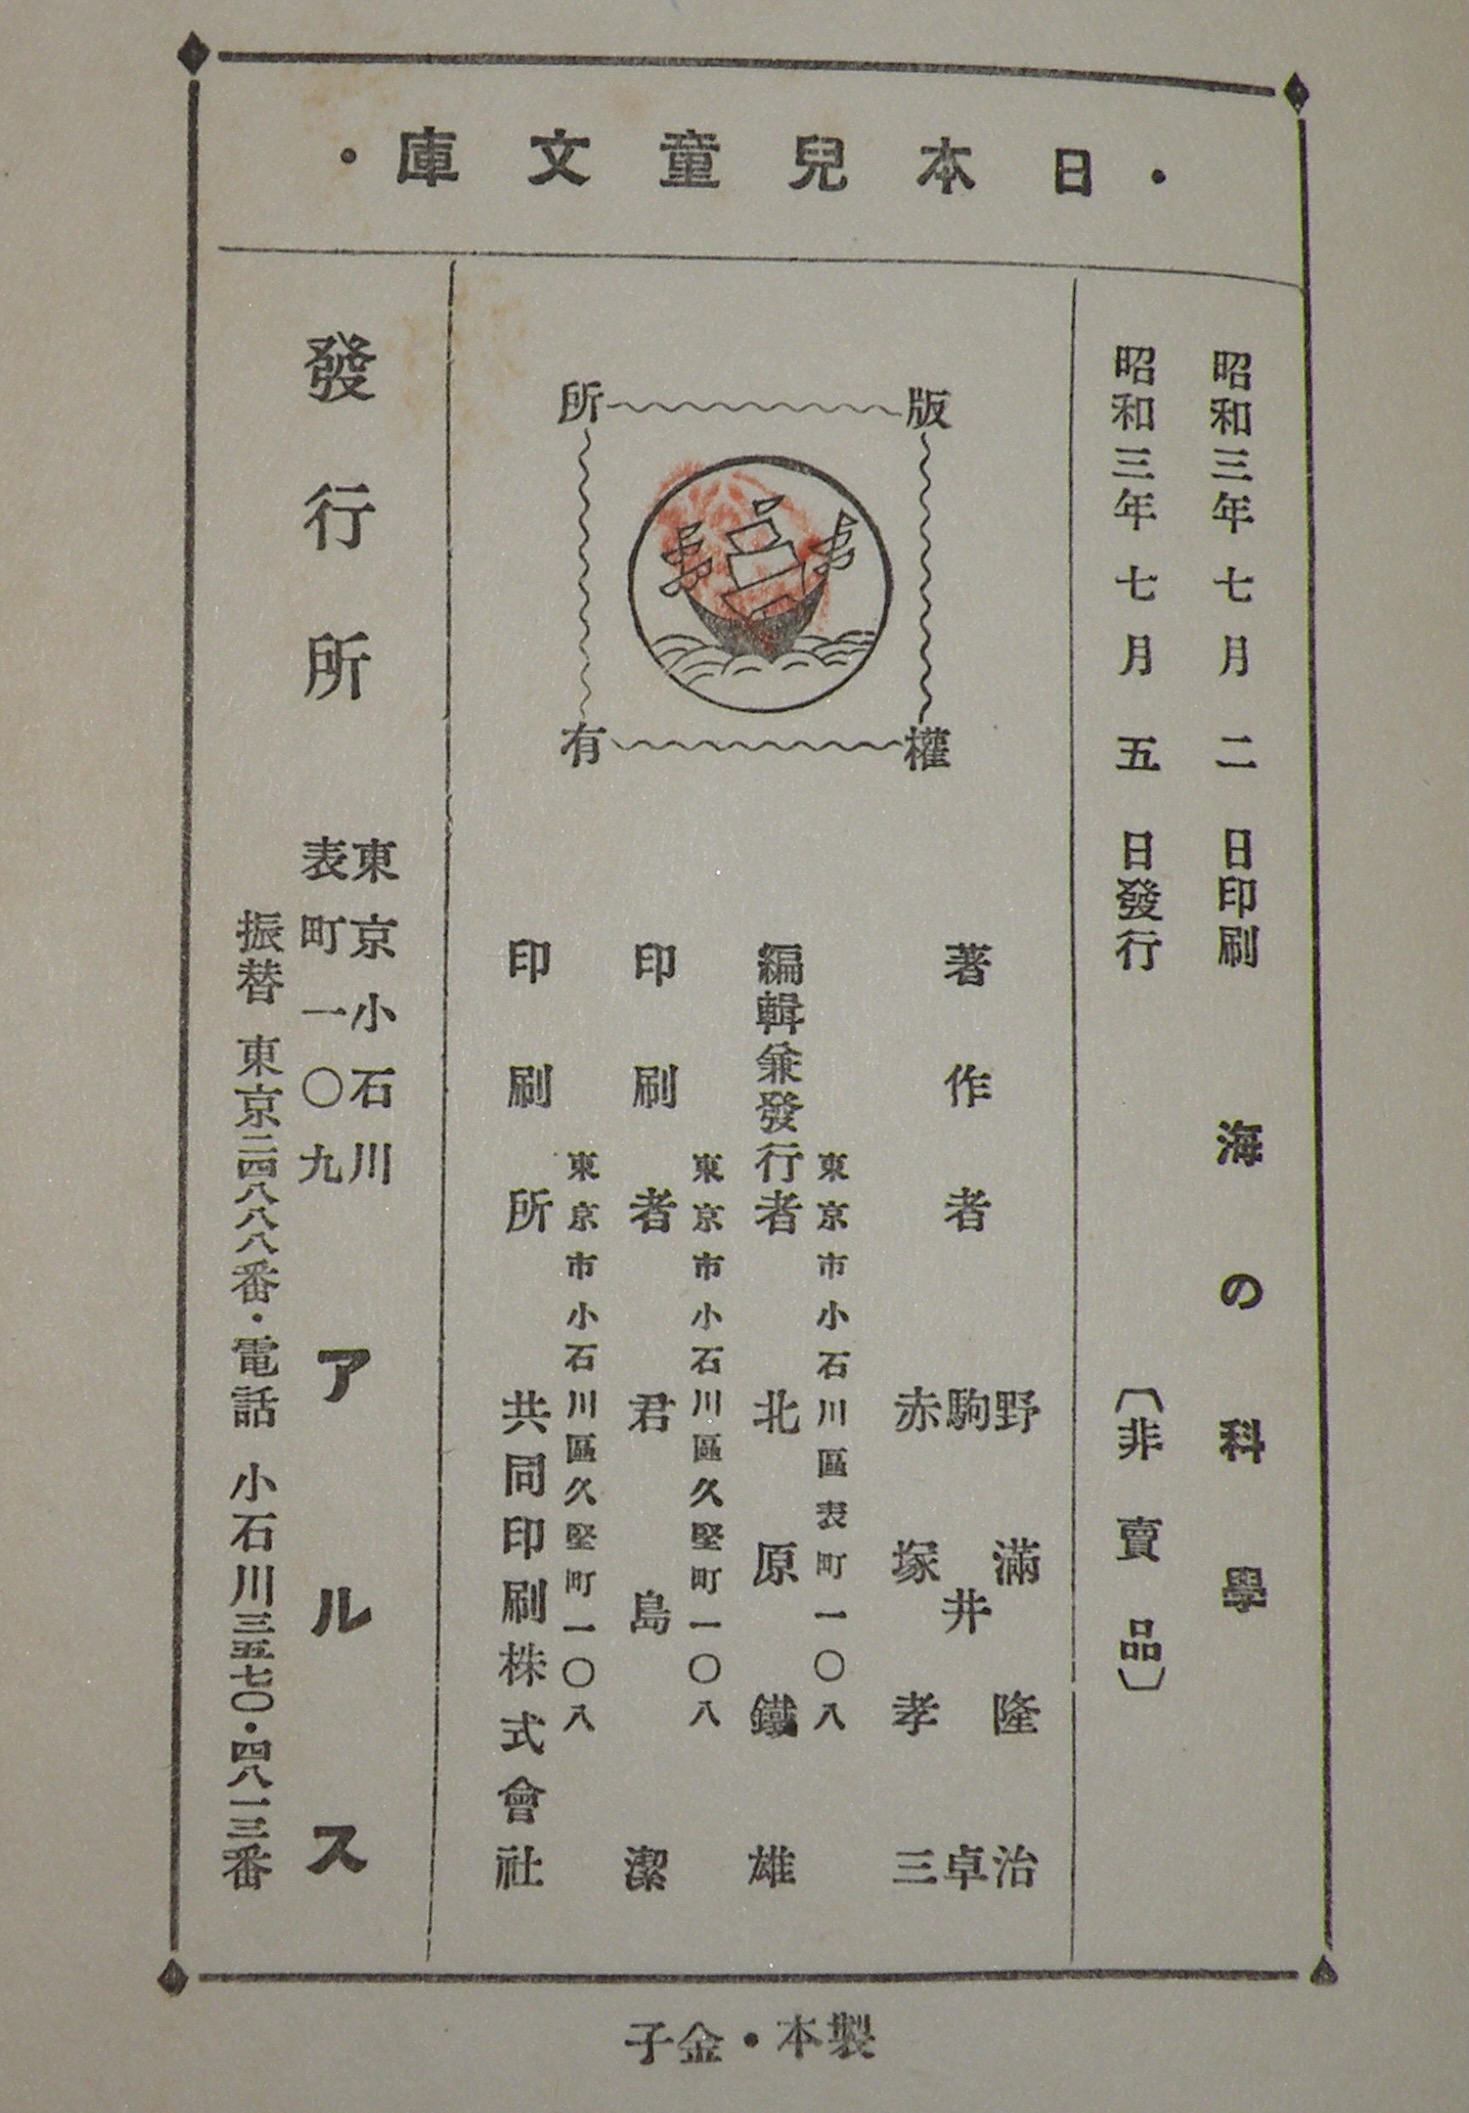 ・日本兒童文庫・
昭和三年七月二日印刷
昭和三年七月五日發行
海の科學
〔非賣品〕
版權所有
著作者
野滿隆治
駒井卓
赤塚孝三
東京市小石川區表町一〇八
編輯兼發行者 北原鐵雄
東京市小石川區久堅町一〇八
印刷者 君島潔
東京市小石川區久堅町一〇八
印刷所 共同印刷株式會社
發行所
東京小石川
表町一〇九
アルス
振替 東京二四八八八番・電話 小石川三五七〇・四八一三番
製本・金子